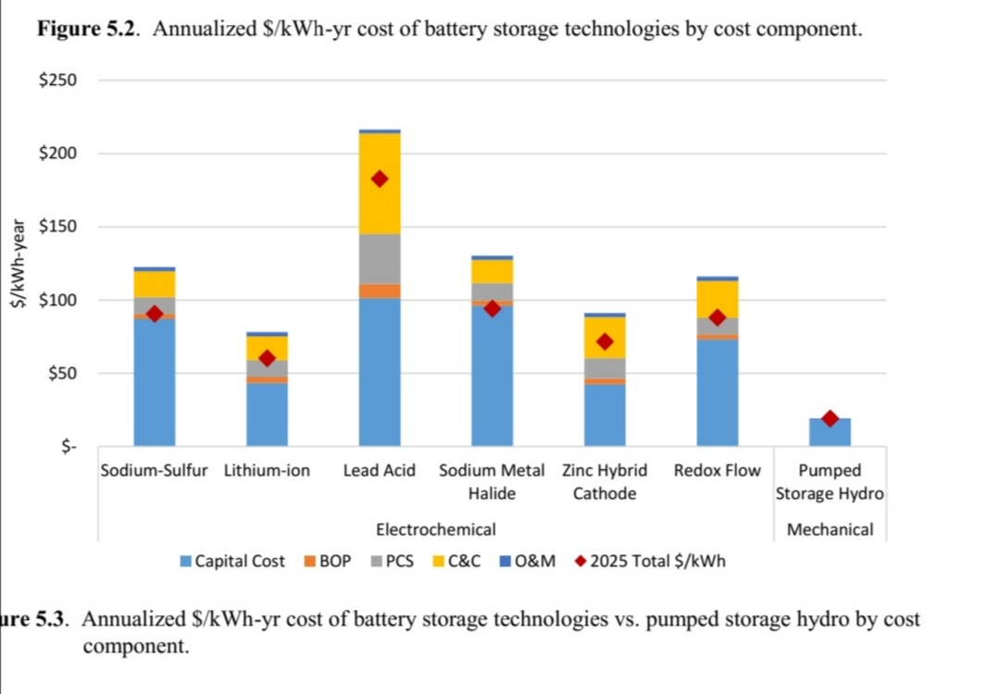 Figure 5.2. Annualized $/kWh-yr cost of battery storage technologies by cost component.
$250
$200
$150
$100
$50
$-
$/kWh-year
Sodium-Sulfur
Lithium-ion
Lead Acid
Sodium Metal
Halide
Zinc Hybrid
Cathode
Redox Flow
Pumped
Storage Hydro
Electrochemical
Mechanical
Capital Cost BOP PCS C&C O&M 2025 Total $/kWh
ure 5.3. Annualized $/kWh-yr cost of battery storage technologies vs. pumped storage hydro by cost
component.